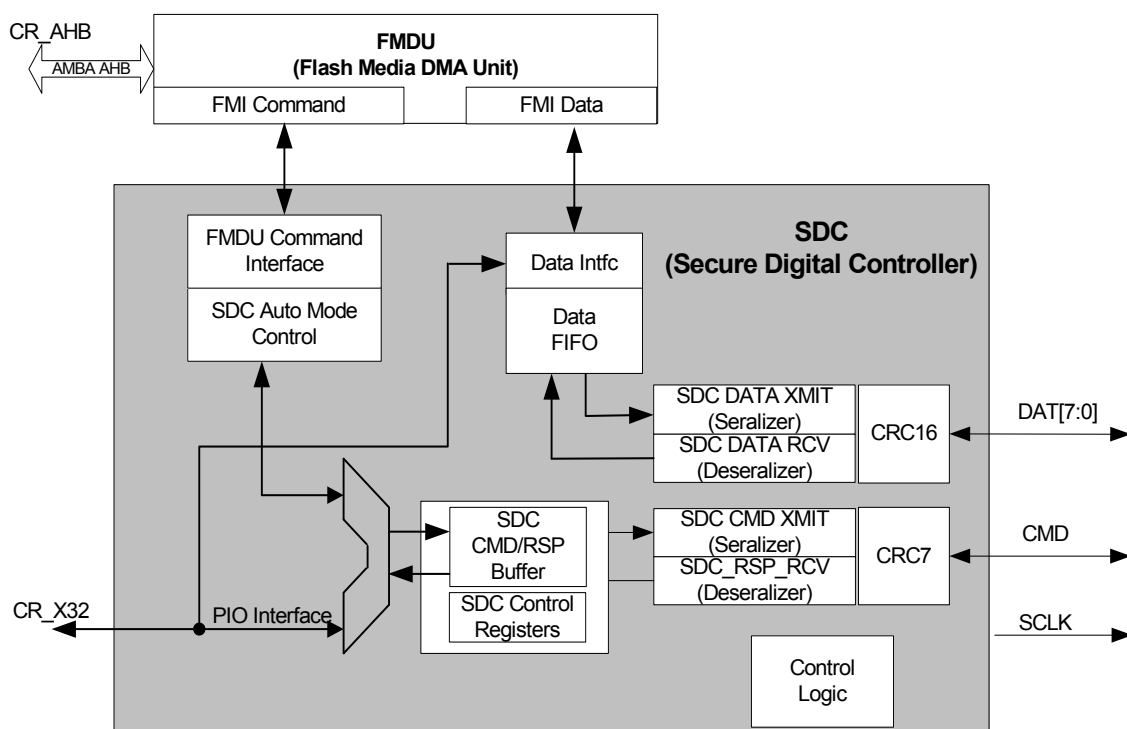 CR_AHB
AMBA AHB
FMDU
(Flash Media DMA Unit)
FMI Command
FMI Data
SDC
(Secure Digital Controller)
FMDU Command
Interface
SDC Auto Mode
Control
Data Intfc
Data
FIFO
SDC DATA XMIT
(Seralizer)
SDC DATA RCV
(Deseralizer)
CRC16
DAT[7:0]
SDC
CMD/RSP
Buffer
SDC Control
Registers
SDC CMD XMIT
(Seralizer)
SDC_RSP_RCV
(Deseralizer)
CRC7
CMD
CR_X32
PIO Interface
SCLK
Control
Logic